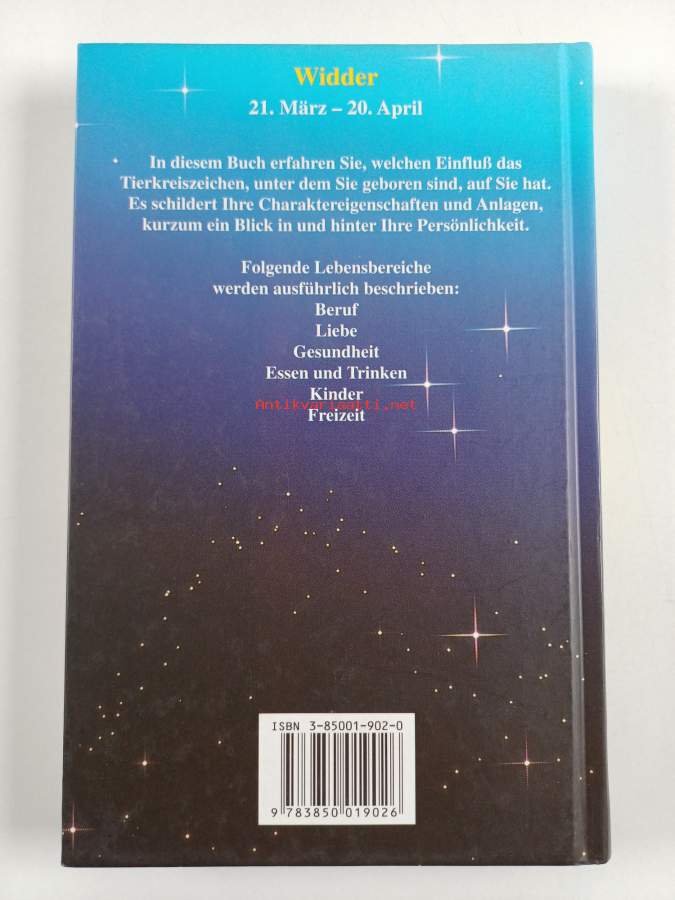 Widder
21. März – 20. April
In diesem Buch erfahren Sie, welchen Einfluß das
Tierkreiszeichen, unter dem Sie geboren sind, auf Sie hat.
Es schildert Ihre Charaktereigenschaften und Anlagen,
kurzum ein Blick in und hinter Ihre Persönlichkeit.
Folgende Lebensbereiche
werden ausführlich beschrieben:
Beruf
Liebe
Gesundheit
Essen und Trinken
Kinder
Antikvariaatti.net
Freizeit
ISBN 3-85001-902-0
9 783850 019026